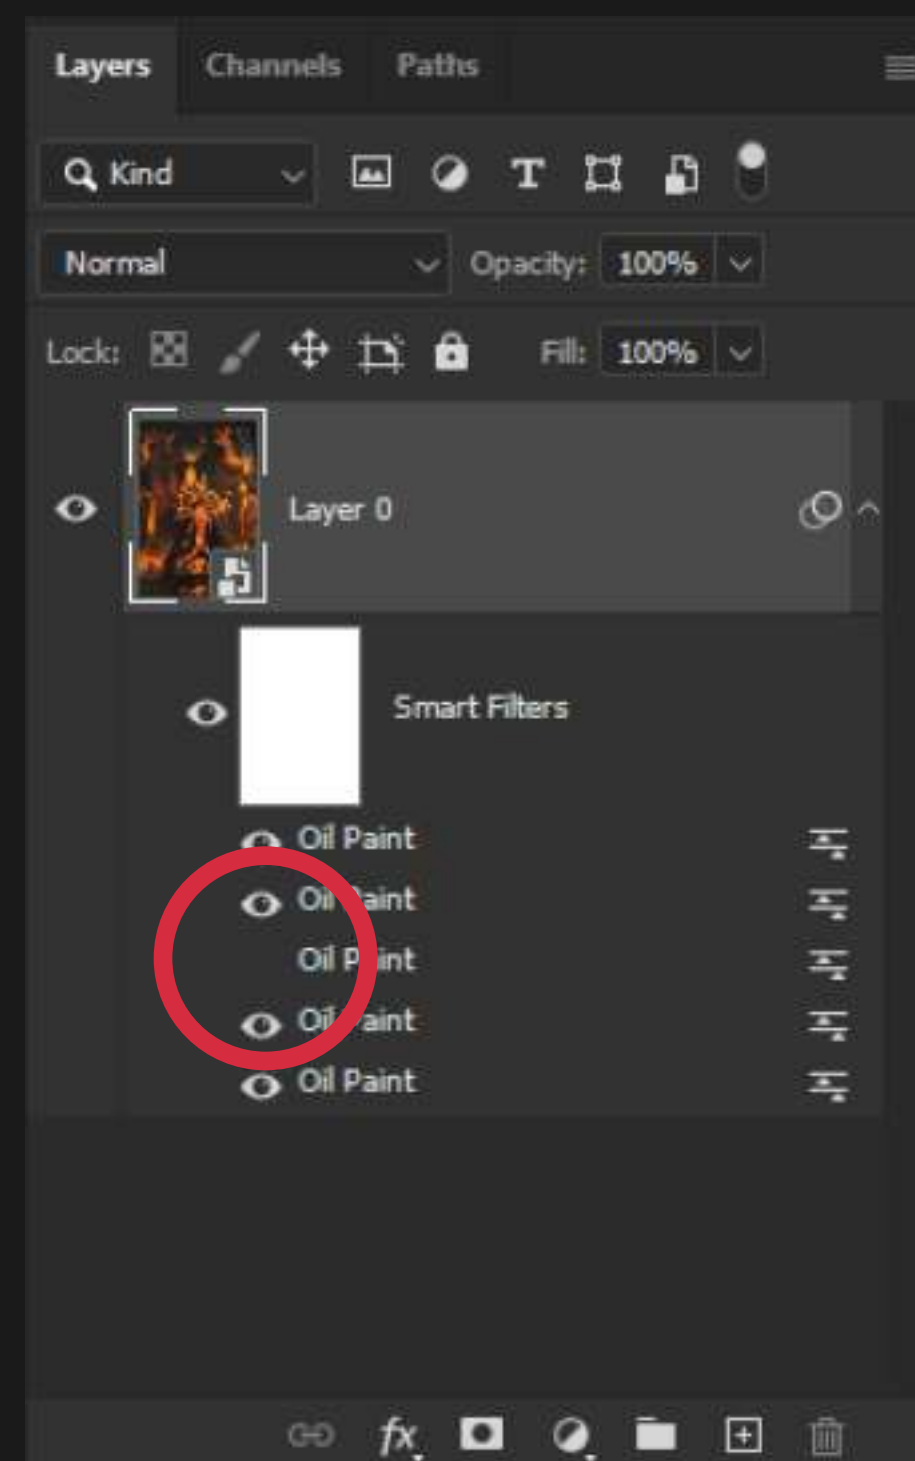 Layers Channels Paths
Kind
Normal Opacity: 100%
Lock: Fill: 100%
Layer 0
Smart Filters
Oil Paint
Oil Paint
Oil Paint
Oil Paint
Oil Paint
fx